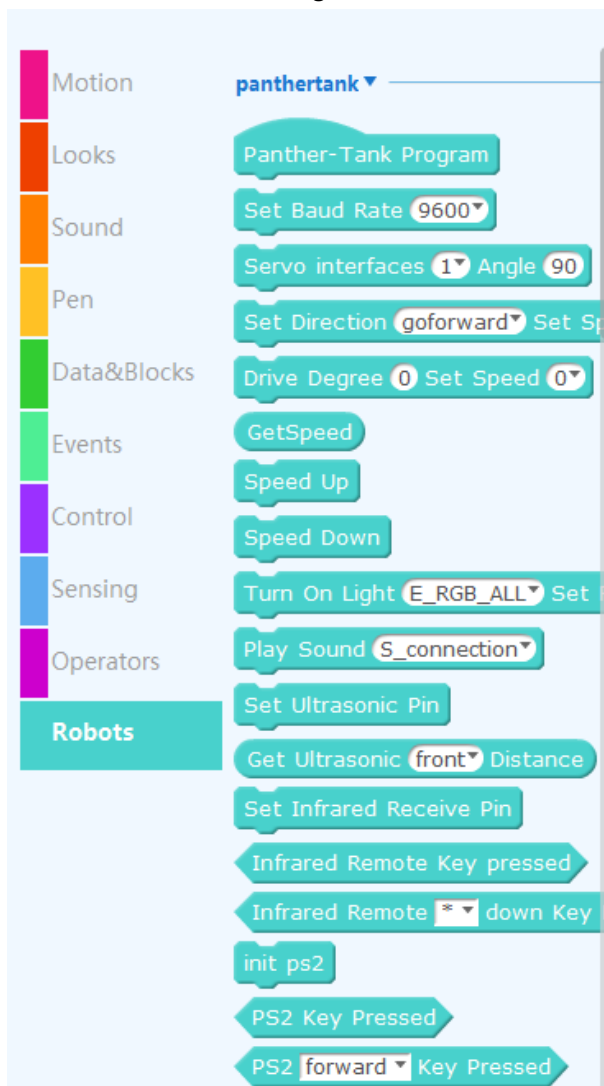 Motion
Looks
Sound
Pen
Data&Blocks
Events
Control
Sensing
Operators
Robots
panthertank
Panther-Tank Program
Set Baud Rate 9600
Servo interfaces 1 Angle 90
Set Direction goforward Set
Drive Degree 0 Set Speed 0
GetSpeed
Speed Up
Speed Down
Turn On Light E_RGB_ALL Set
Play Sound S_connection
Set Ultrasonic Pin
Get Ultrasonic front Distance
Set Infrared Receive Pin
Infrared Remote Key pressed
Infrared Remote * down Key
init ps2
PS2 Key Pressed
PS2 forward Key Pressed